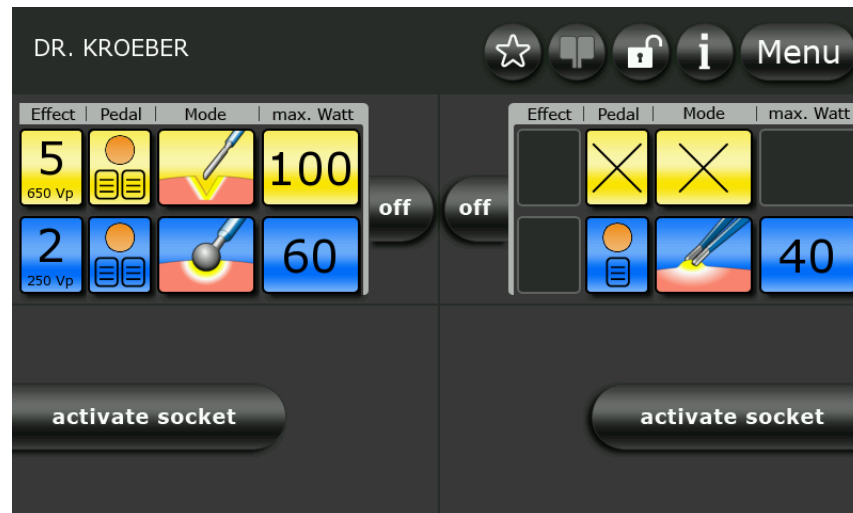 DR. KROEBER
i
Menu
Effect | Pedal | Mode | max. Watt
5
650 Vp
100
off
2
250 Vp
60
off
Effect | Pedal | Mode | max. Watt
40
activate socket
activate socket